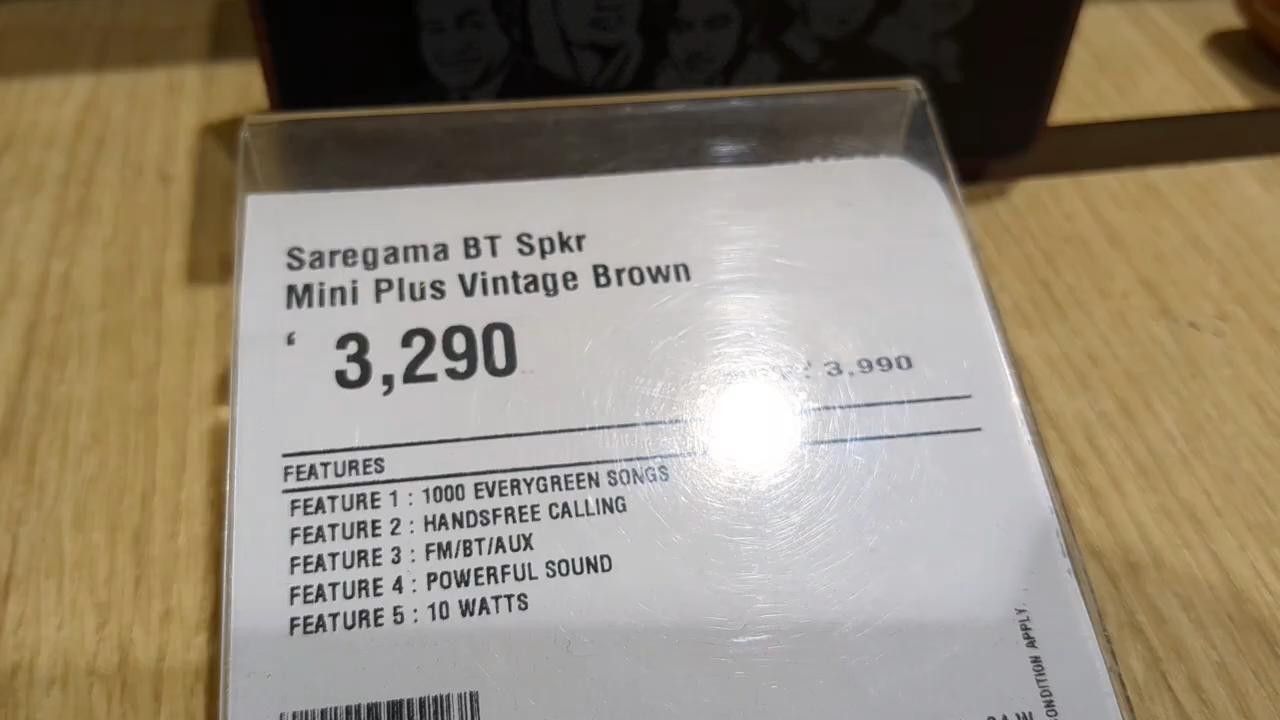 Saregama BT Spkr
Mini Plus Vintage Brown
‘ 3,290
3,990
FEATURES
FEATURE 1 : 1000 EVERYGREEN SONGS
FEATURE 2 : HANDSFREE CALLING
FEATURE 3 : FM/BT/AUX
FEATURE 4 : POWERFUL SOUND
FEATURE 5 : 10 WATTS
APPLY.